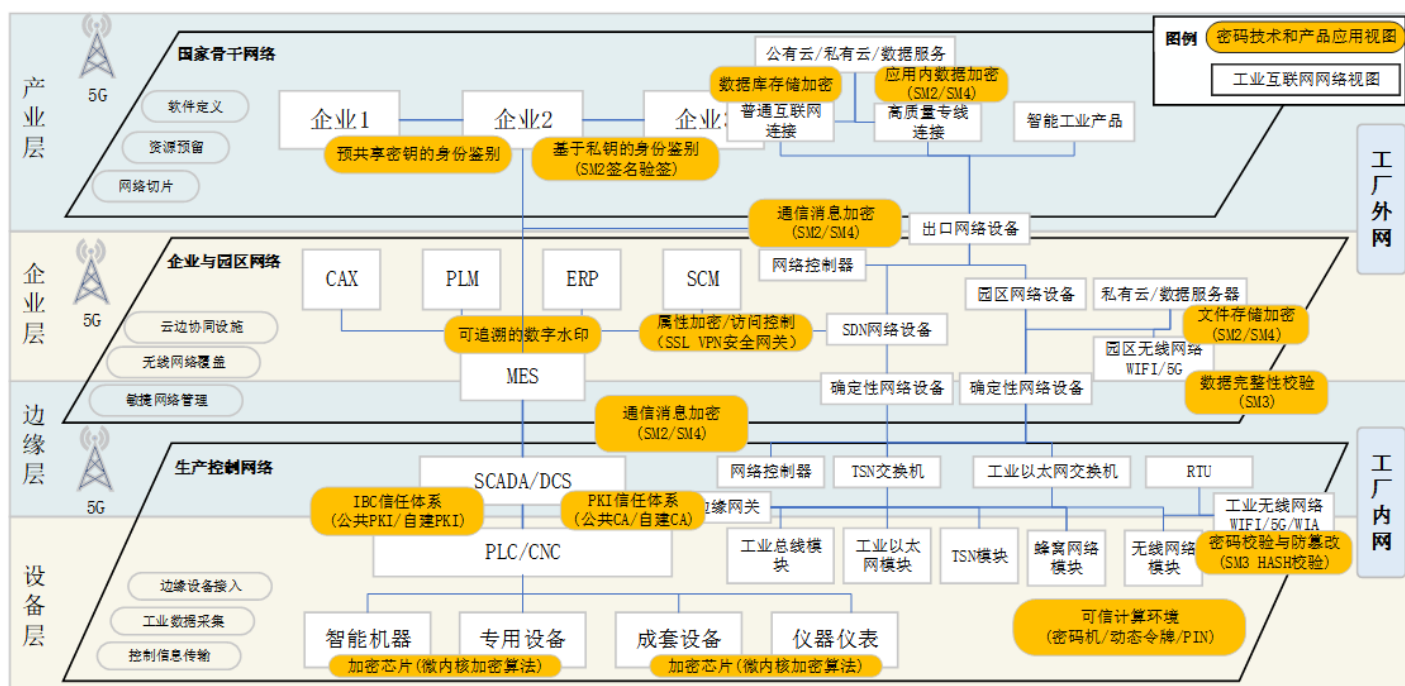 图例
密码技术和产品应用视图
工业互联网网络视图
产业层
5G
国家骨干网络
软件定义
资源预留
网络切片
企业1
企业2
企业
预共享密钥的身份鉴别
基于私钥的身份鉴别
(SM2签名验签)
公有云/私有云/数据服务
数据库存储加密
应用内数据加密
(SM2/SM4)
普通互联网
连接
高质量专线
连接
智能工业产品
工厂外网
通信消息加密
(SM2/SM4)
出口网络设备
企业层
5G
企业与园区网络
云边协同设施
无线网络覆盖
敏捷网络管理
CAX
PLM
ERP
SCM
可追溯的数字水印
属性加密/访问控制
(SSL VPN安全网关)
MES
网络控制器
园区网络设备
私有云/数据服务器
SDN网络设备
文件存储加密
(SM2/SM4)
园区无线网络
WIFI/5G
确定性网络设备
确定性网络设备
数据完整性校验
(SM3)
边缘层
5G
通信消息加密
(SM2/SM4)
生产控制网络
SCADA/DCS
网络控制器
TSN交换机
工业以太网交换机
RTU
工厂内网
IBC信任体系
(公共PKI/自建PKI)
PKI信任体系
(公共CA/自建CA)
边缘网关
工业无线网络
WIFI/5G/WIA
设备层
PLC/CNC
工业总线模
块
工业以太
网模块
TSN模块
蜂窝网络
模块
无线网络
模块
密码校验与防篡改
(SM3 HASH校验)
边缘设备接入
工业数据采集
控制信息传输
智能机器
专用设备
成套设备
仪器仪表
加密芯片(微内核加密算法)
加密芯片(微内核加密算法)
可信计算环境
(密码机/动态令牌/PIN)